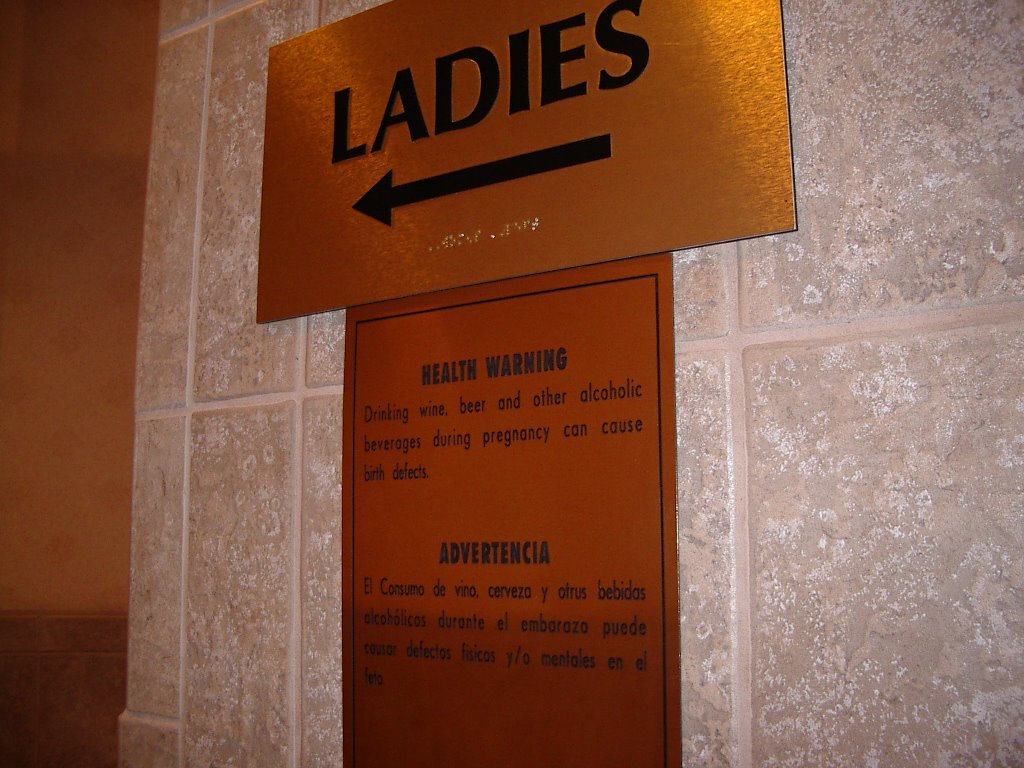 LADIES
HEALTH WARNING
Drinking wine, beer and other alcoholic
beverages during pregnancy can cause
birth defects.
ADVERTENCIA
El Consumo de vino, cerveza y otrus bebidas
alcohólicos durante el embarazo puede
causar defectos fisicos y/o mentales en el
feto.